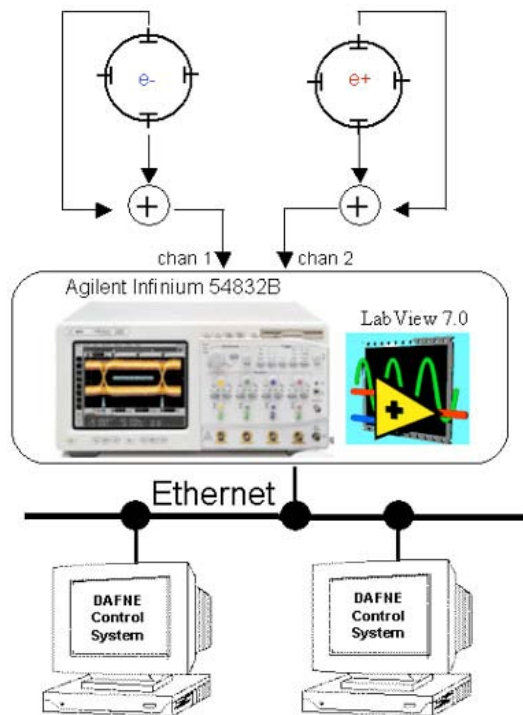 e-
e+
+
+
chan 1
chan 2
Agilent Infinium 54832B
LabView 7.0
+
Ethernet
DAFNE
Control
System
DAFNE
Control
System